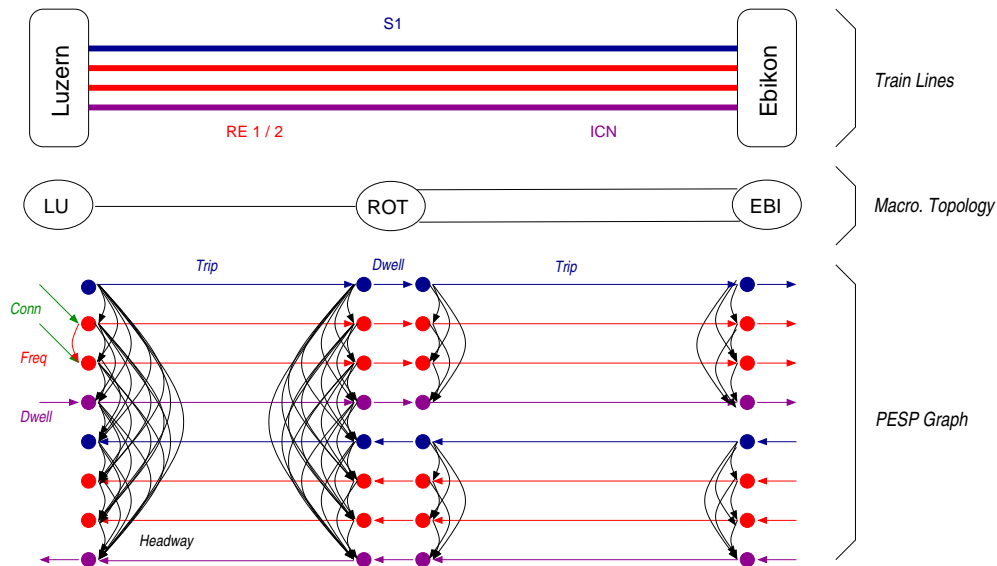 S1
Luzern
Ebikon
Train Lines
RE 1 / 2
ICN
LU
ROT
EBI
Macro. Topology
Trip
Dwell
Trip
Conn
Freq
Dwell
PESP Graph
Headway